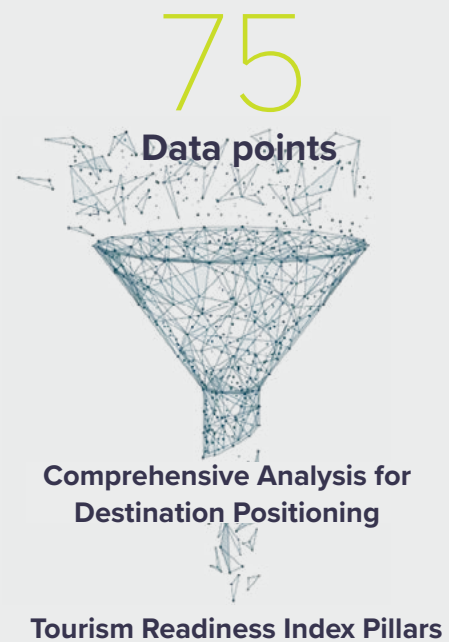 75
Data points
Comprehensive Analysis for
Destination Positioning
Tourism Readiness Index Pillars